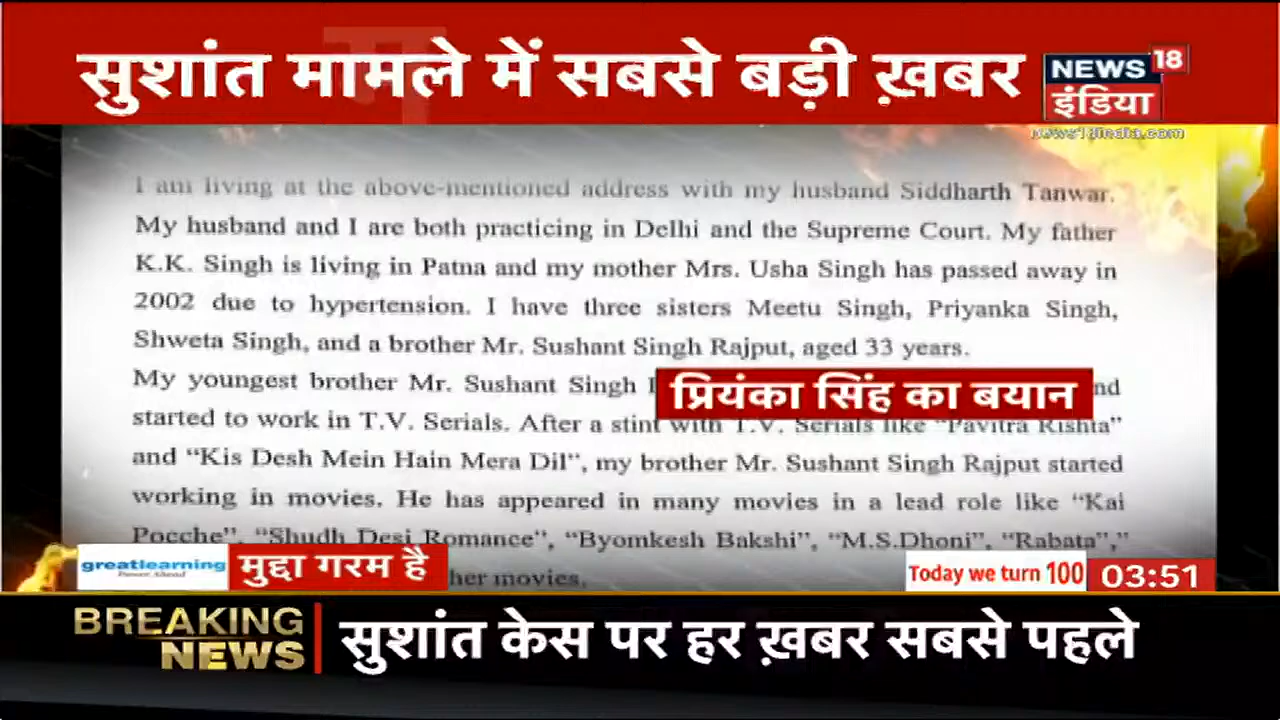 सुशांत मामले में सबसे बड़ी ख़बर
NEWS 18
इंडिया
news18india.com
I am living at the above-mentioned address with my husband Siddharth Tanwar.
My husband and I are both practicing in Delhi and the Supreme Court. My father
K.K. Singh is living in Patna and my mother Mrs. Usha Singh has passed away in
2002 due to hypertension. I have three sisters Meetu Singh, Priyanka Singh,
Shweta Singh, and a brother Mr. Sushant Singh Rajput, aged 33 years.
My youngest brother Mr. Sushant Singh
प्रियंका सिंह का बयान
started to work in T.V. Serials. After a stint with T.V. Serials like “Pavitra Rishta”
and “Kis Desh Mein Hain Mera Dil”, my brother Mr. Sushant Singh Rajput started
working in movies. He has appeared in many movies in a lead role like “Kai
Pocche”, “Shudh Desi Romance”, “Byomkesh Bakshi”, “M.S.Dhoni”, “Rabata”,”
her movies.
greatlearning
Power Ahead
मुद्दा गरम है
Today we turn 100
03:51
BREAKING
NEWS
सुशांत केस पर हर ख़बर सबसे पहले